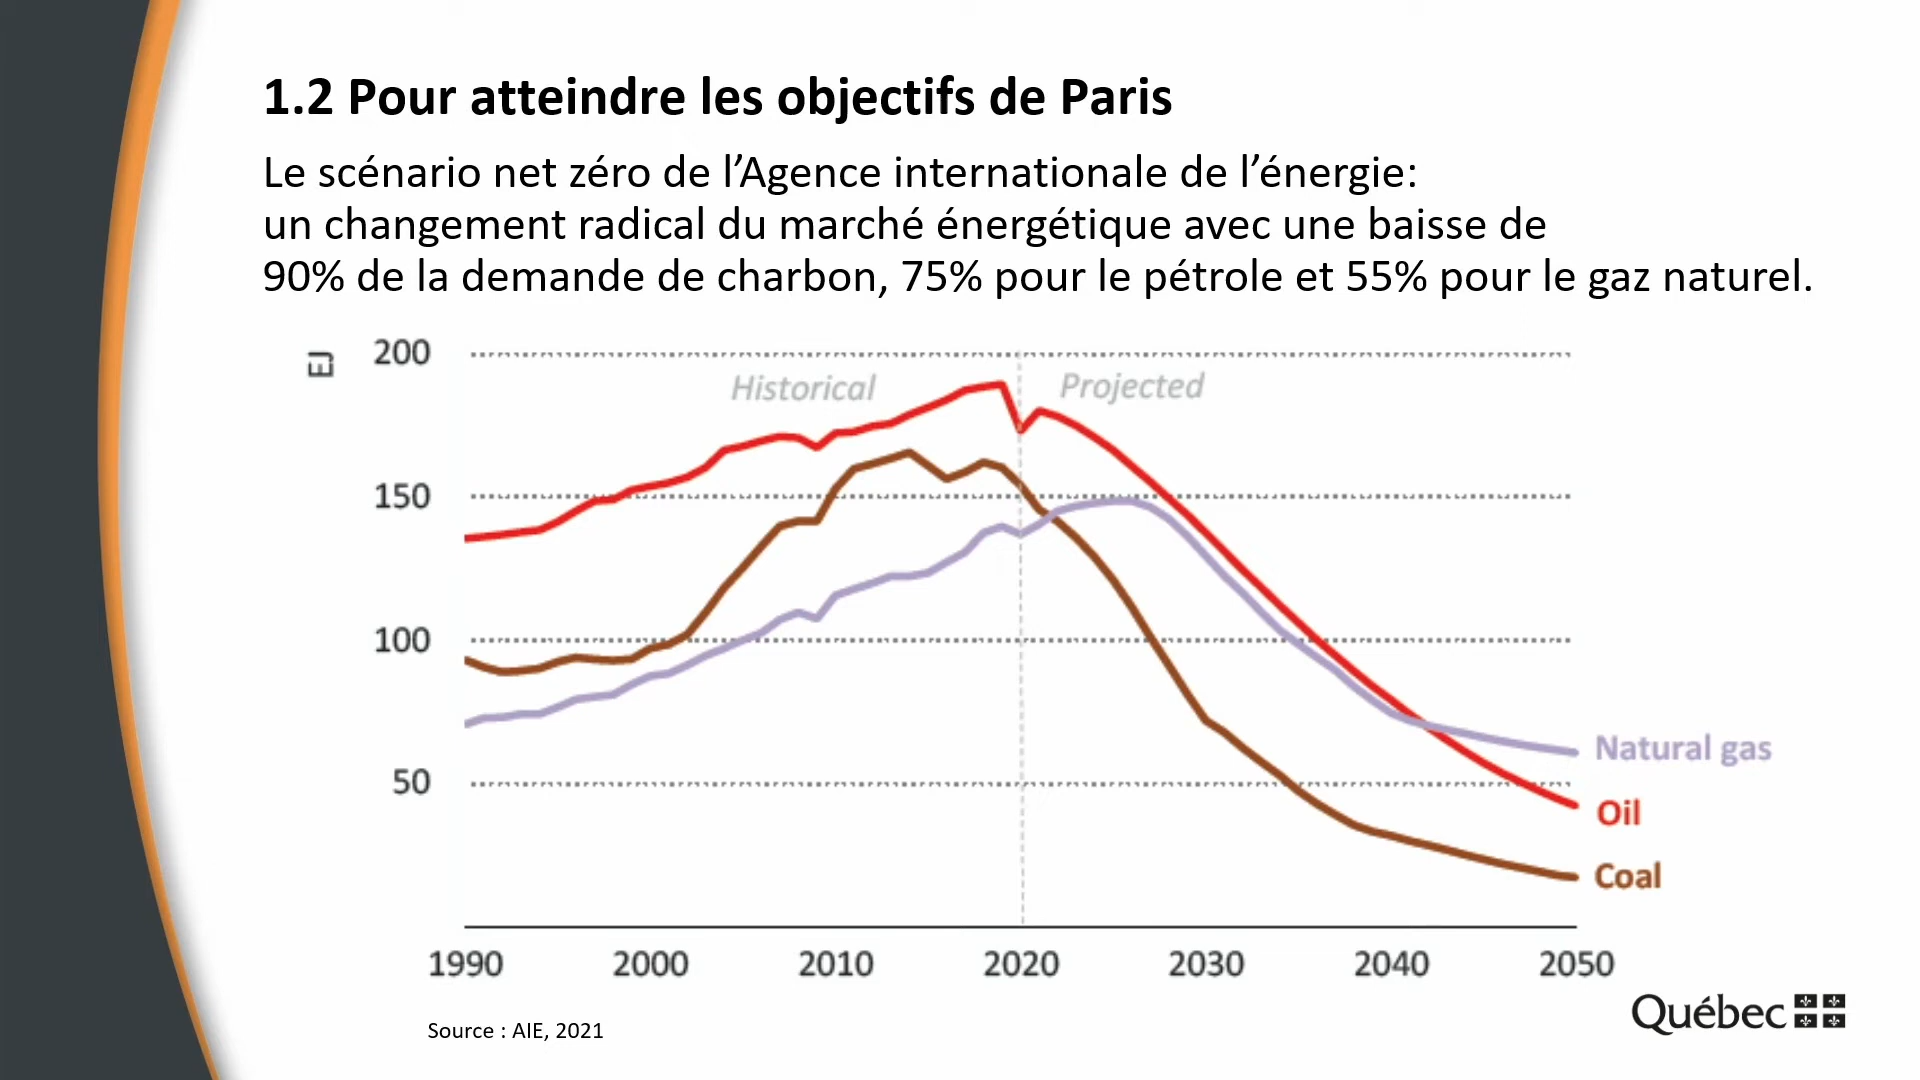 1.2 Pour atteindre les objectifs de Paris
Le scénario net zéro de l’Agence internationale de l’énergie:
un changement radical du marché énergétique avec une baisse de
90% de la demande de charbon, 75% pour le pétrole et 55% pour le gaz naturel.
EJ
200
Historical
Projected
150
100
50
Natural gas
Oil
Coal
1990 2000 2010 2020 2030 2040 2050
Source : AIE, 2021
Québec